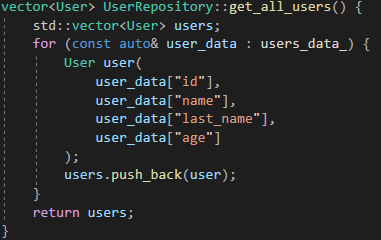 vector<User> UserRepository::get_all_users() {
    std::vector<User> users;
    for (const auto& user_data : users_data_) {
        User user(
            user_data["id"],
            user_data["name"],
            user_data["last_name"],
            user_data["age"]
        );
        users.push_back(user);
    }
    return users;
}